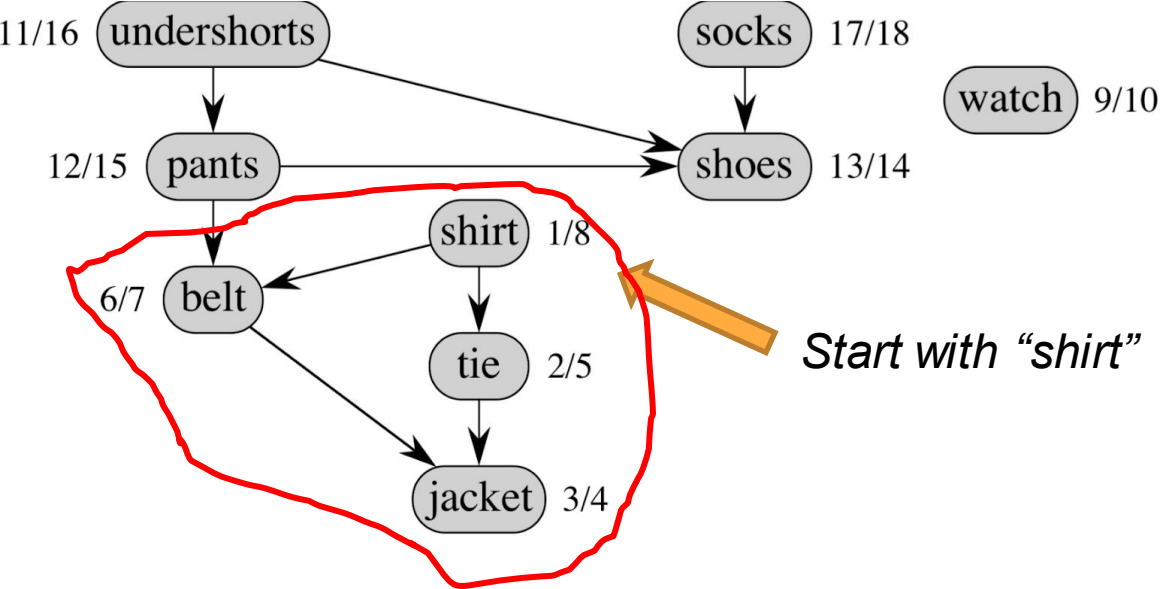 11/16 undershorts socks 17/18
watch 9/10
12/15 pants shoes 13/14
shirt 1/8
6/7 belt
Start with “shirt”
tie 2/5
jacket 3/4